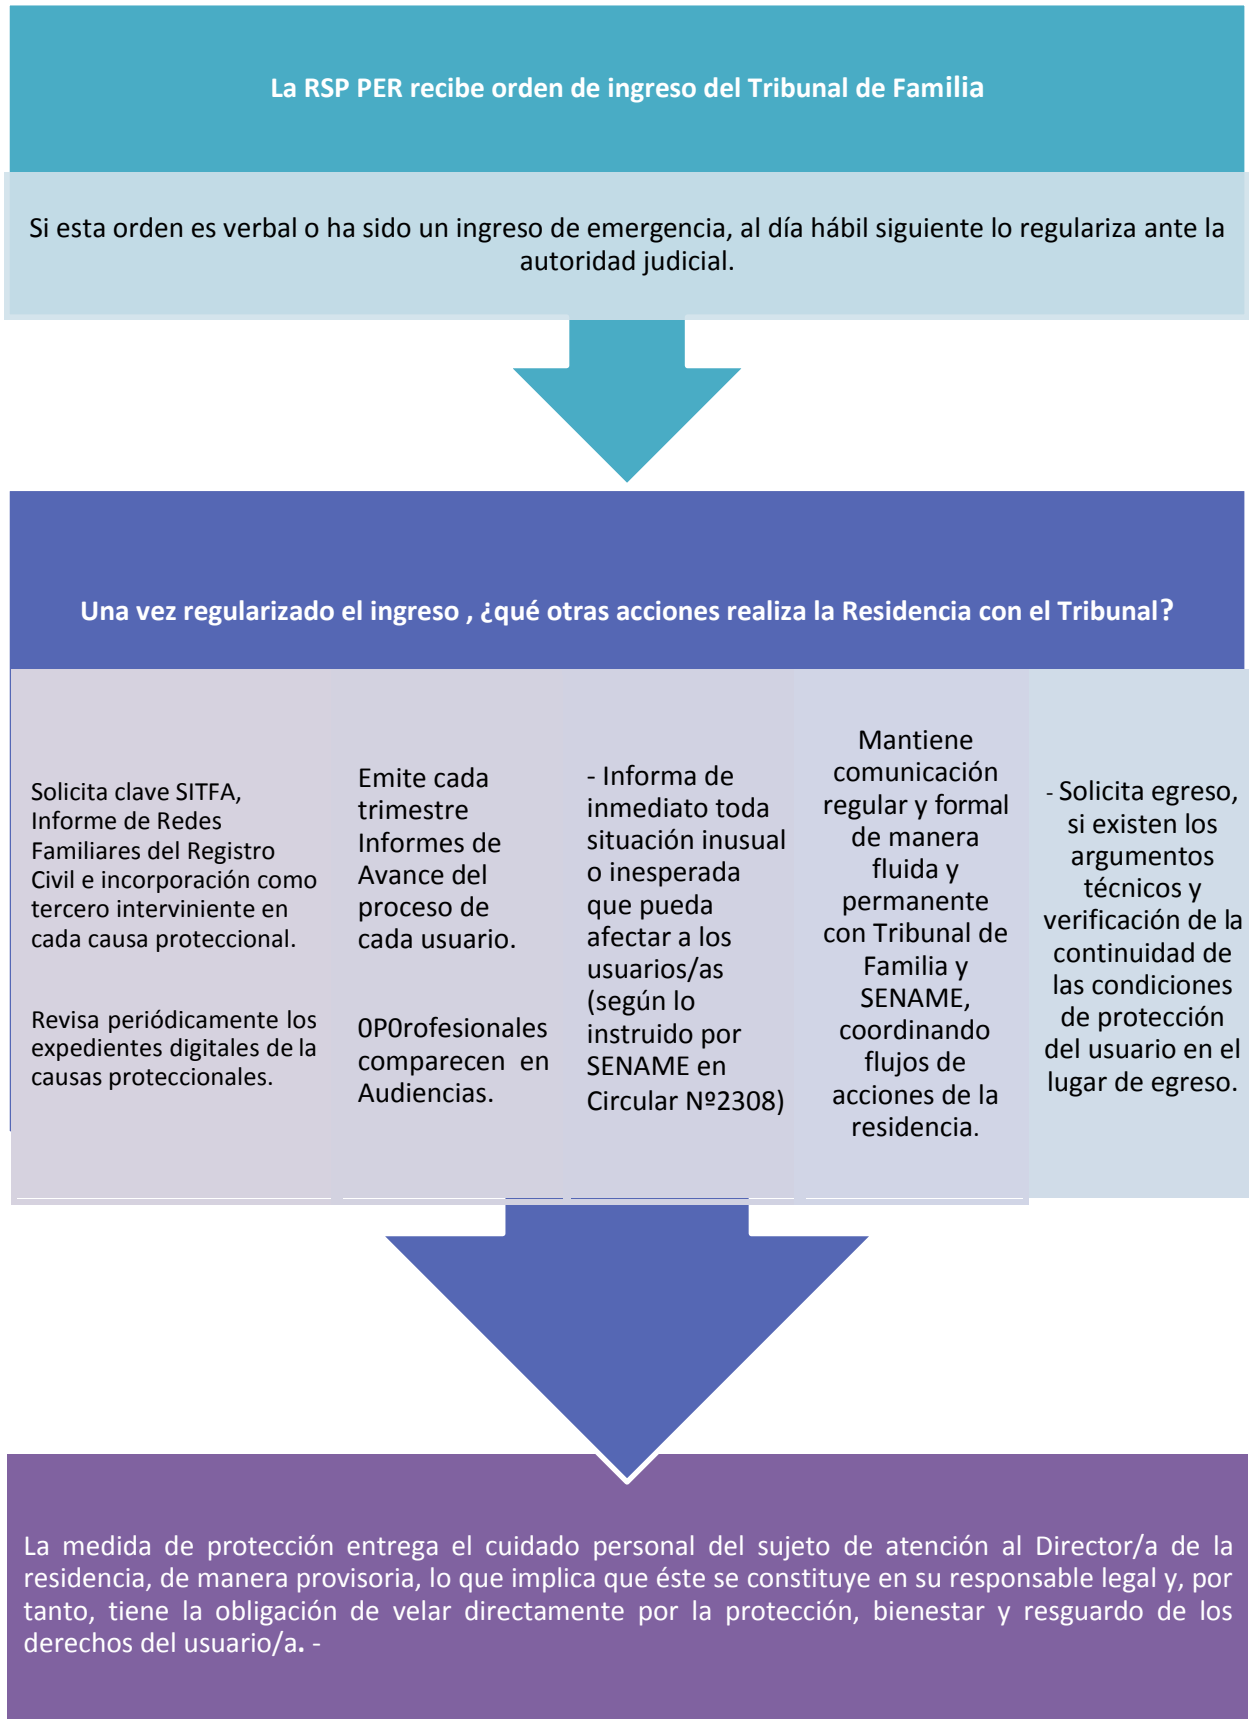 La RSP PER recibe orden de ingreso del Tribunal de Familia
Si esta orden es verbal o ha sido un ingreso de emergencia, al día hábil siguiente lo regulariza ante la
autoridad judicial.
Una vez regularizado el ingreso , ¿qué otras acciones realiza la Residencia con el Tribunal?
Solicita clave SITFA,
Informe de Redes
Familiares del Registro
Civil e incorporación como
tercero interviniente en
cada causa proteccional.
Revisa periódicamente los
expedientes digitales de la
causas proteccionales.
Emite cada
trimestre
Informes de
Avance del
proceso de
cada usuario.
0P0rofesionales
comparecen en
Audiencias.
- Informa de
inmediato toda
situación inusual
o inesperada
que pueda
afectar a los
usuarios/as
(según lo
instruido por
SENAME en
Circular Nº2308)
Mantiene
comunicación
regular y formal
de manera
fluida y
permanente
con Tribunal de
Familia y
SENAME,
coordinando
flujos de
acciones de la
residencia.
- Solicita egreso,
si existen los
argumentos
técnicos y
verificación de la
continuidad de
las condiciones
de protección
del usuario en el
lugar de egreso.
La medida de protección entrega el cuidado personal del sujeto de atención al Director/a de la
residencia, de manera provisoria, lo que implica que éste se constituye en su responsable legal y, por
tanto, tiene la obligación de velar directamente por la protección, bienestar y resguardo de los
derechos del usuario/a. -